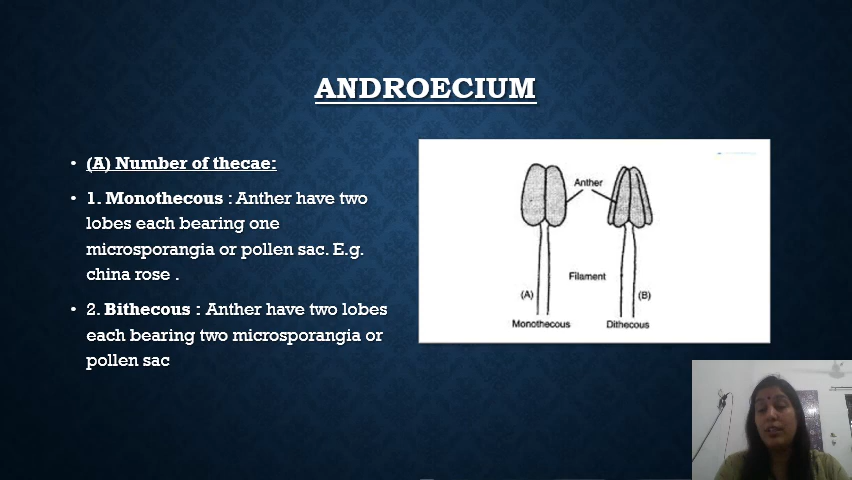 ANDROECIUM
(A) Number of thecae:
1. Monothecous : Anther have two
lobes each bearing one
microsporangia or pollen sac. E.g.
china rose .
2. Bithecous : Anther have two lobes
each bearing two microsporangia or
pollen sac
Anther
Filament
(A)
(B)
Monothecous
Dithecous